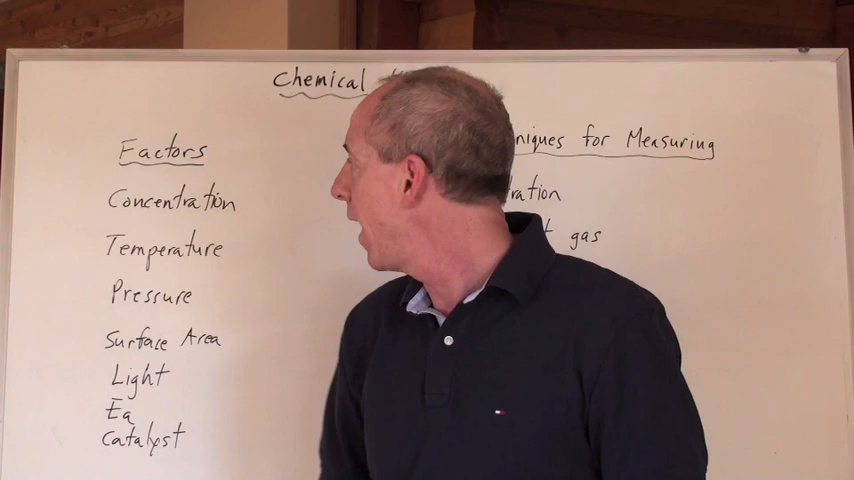 Chemical
Factors
Concentration
Temperature
Pressure
Surface Area
Light
Ea
Catalyst
niques for Measuring
ration
gas